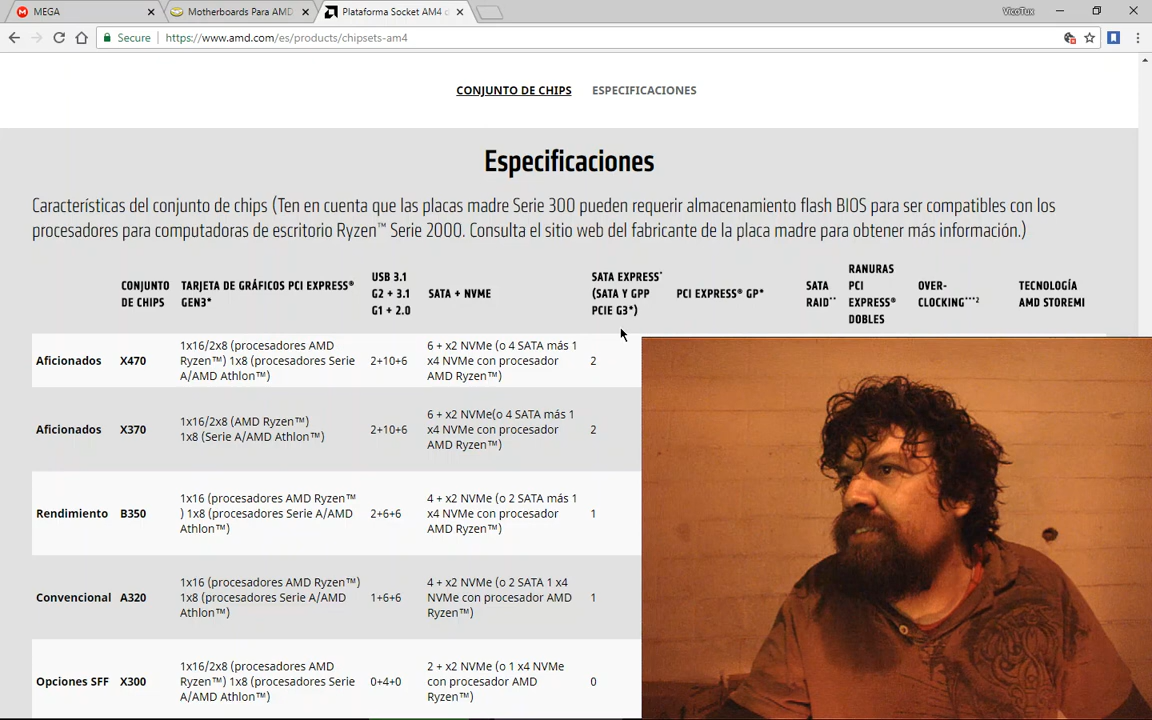 MEGA
Motherboards Para AMD
Plataforma Socket AM4 d
VicoTux
Secure
https://www.amd.com/es/products/chipsets-am4
CONJUNTO DE CHIPS
ESPECIFICACIONES
Especificaciones
Características del conjunto de chips (Ten en cuenta que las placas madre Serie 300 pueden requerir almacenamiento flash BIOS para ser compatibles con los
procesadores para computadoras de escritorio Ryzen™ Serie 2000. Consulta el sitio web del fabricante de la placa madre para obtener más información.)
CONJUNTO
DE CHIPS
TARJETA DE GRÁFICOS PCI EXPRESS®
GEN3*
USB 3.1
G2 + 3.1
G1 + 2.0
SATA + NVME
SATA EXPRESS*
(SATA Y GPP
PCIE G3*)
PCI EXPRESS® GP*
SATA
RAID**
RANURAS
PCI
EXPRESS®
DOBLES
OVER-
CLOCKING***2
TECNOLOGÍA
AMD STOREMI
Aficionados
X470
1x16/2x8 (procesadores AMD
Ryzen™) 1x8 (procesadores Serie
A/AMD Athlon™)
2+10+6
6 + x2 NVMe (o 4 SATA más 1
x4 NVMe con procesador
AMD Ryzen™)
2
Aficionados
X370
1x16/2x8 (AMD Ryzen™)
1x8 (Serie A/AMD Athlon™)
2+10+6
6 + x2 NVMe(o 4 SATA más 1
x4 NVMe con procesador
AMD Ryzen™)
2
Rendimiento
B350
1x16 (procesadores AMD Ryzen™
) 1x8 (procesadores Serie A/AMD
Athlon™)
2+6+6
4 + x2 NVMe (o 2 SATA más 1
x4 NVMe con procesador
AMD Ryzen™)
1
Convencional
A320
1x16 (procesadores AMD Ryzen™)
1x8 (procesadores Serie A/AMD
Athlon™)
1+6+6
4 + x2 NVMe (o 2 SATA 1 x4
NVMe con procesador AMD
Ryzen™)
1
Opciones SFF
X300
1x16/2x8 (procesadores AMD
Ryzen™) 1x8 (procesadores Serie
A/AMD Athlon™)
0+4+0
2 + x2 NVMe (o 1 x4 NVMe
con procesador AMD
Ryzen™)
0